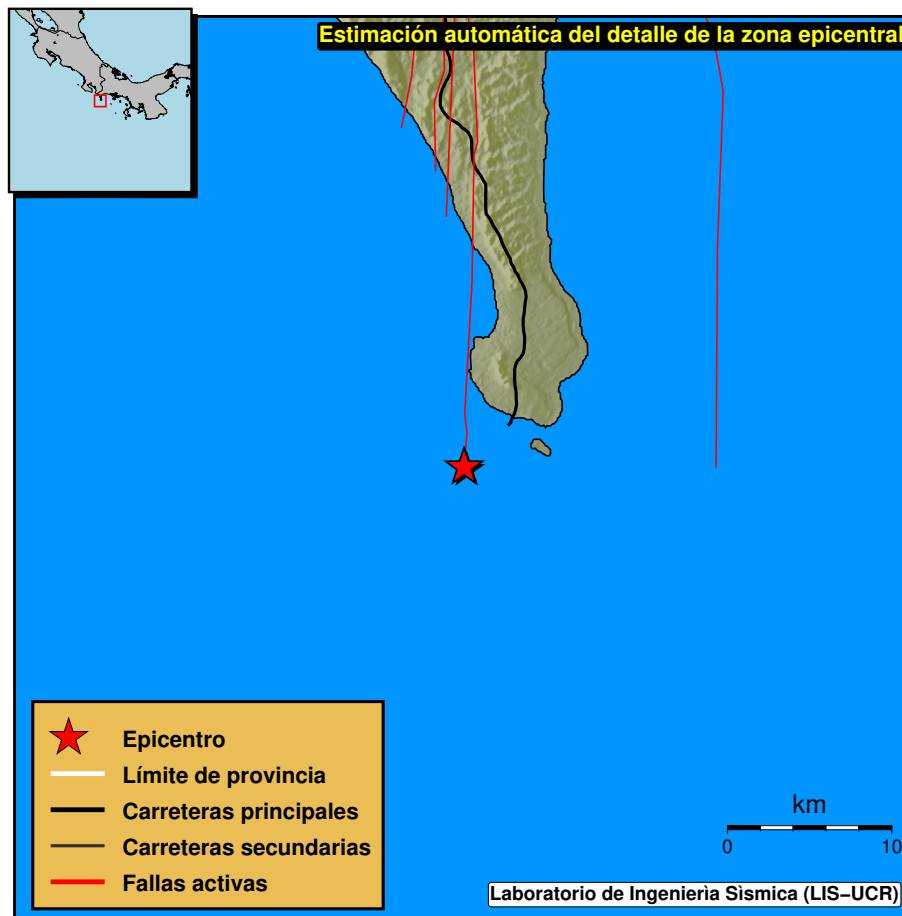 Estimación automática del detalle de la zona epicentral
Epicentro
Límite de provincia
Carreteras principales
Carreteras secundarias
Fallas activas
km
0 10
Laboratorio de Ingenierìa Sìsmica (LIS−UCR)